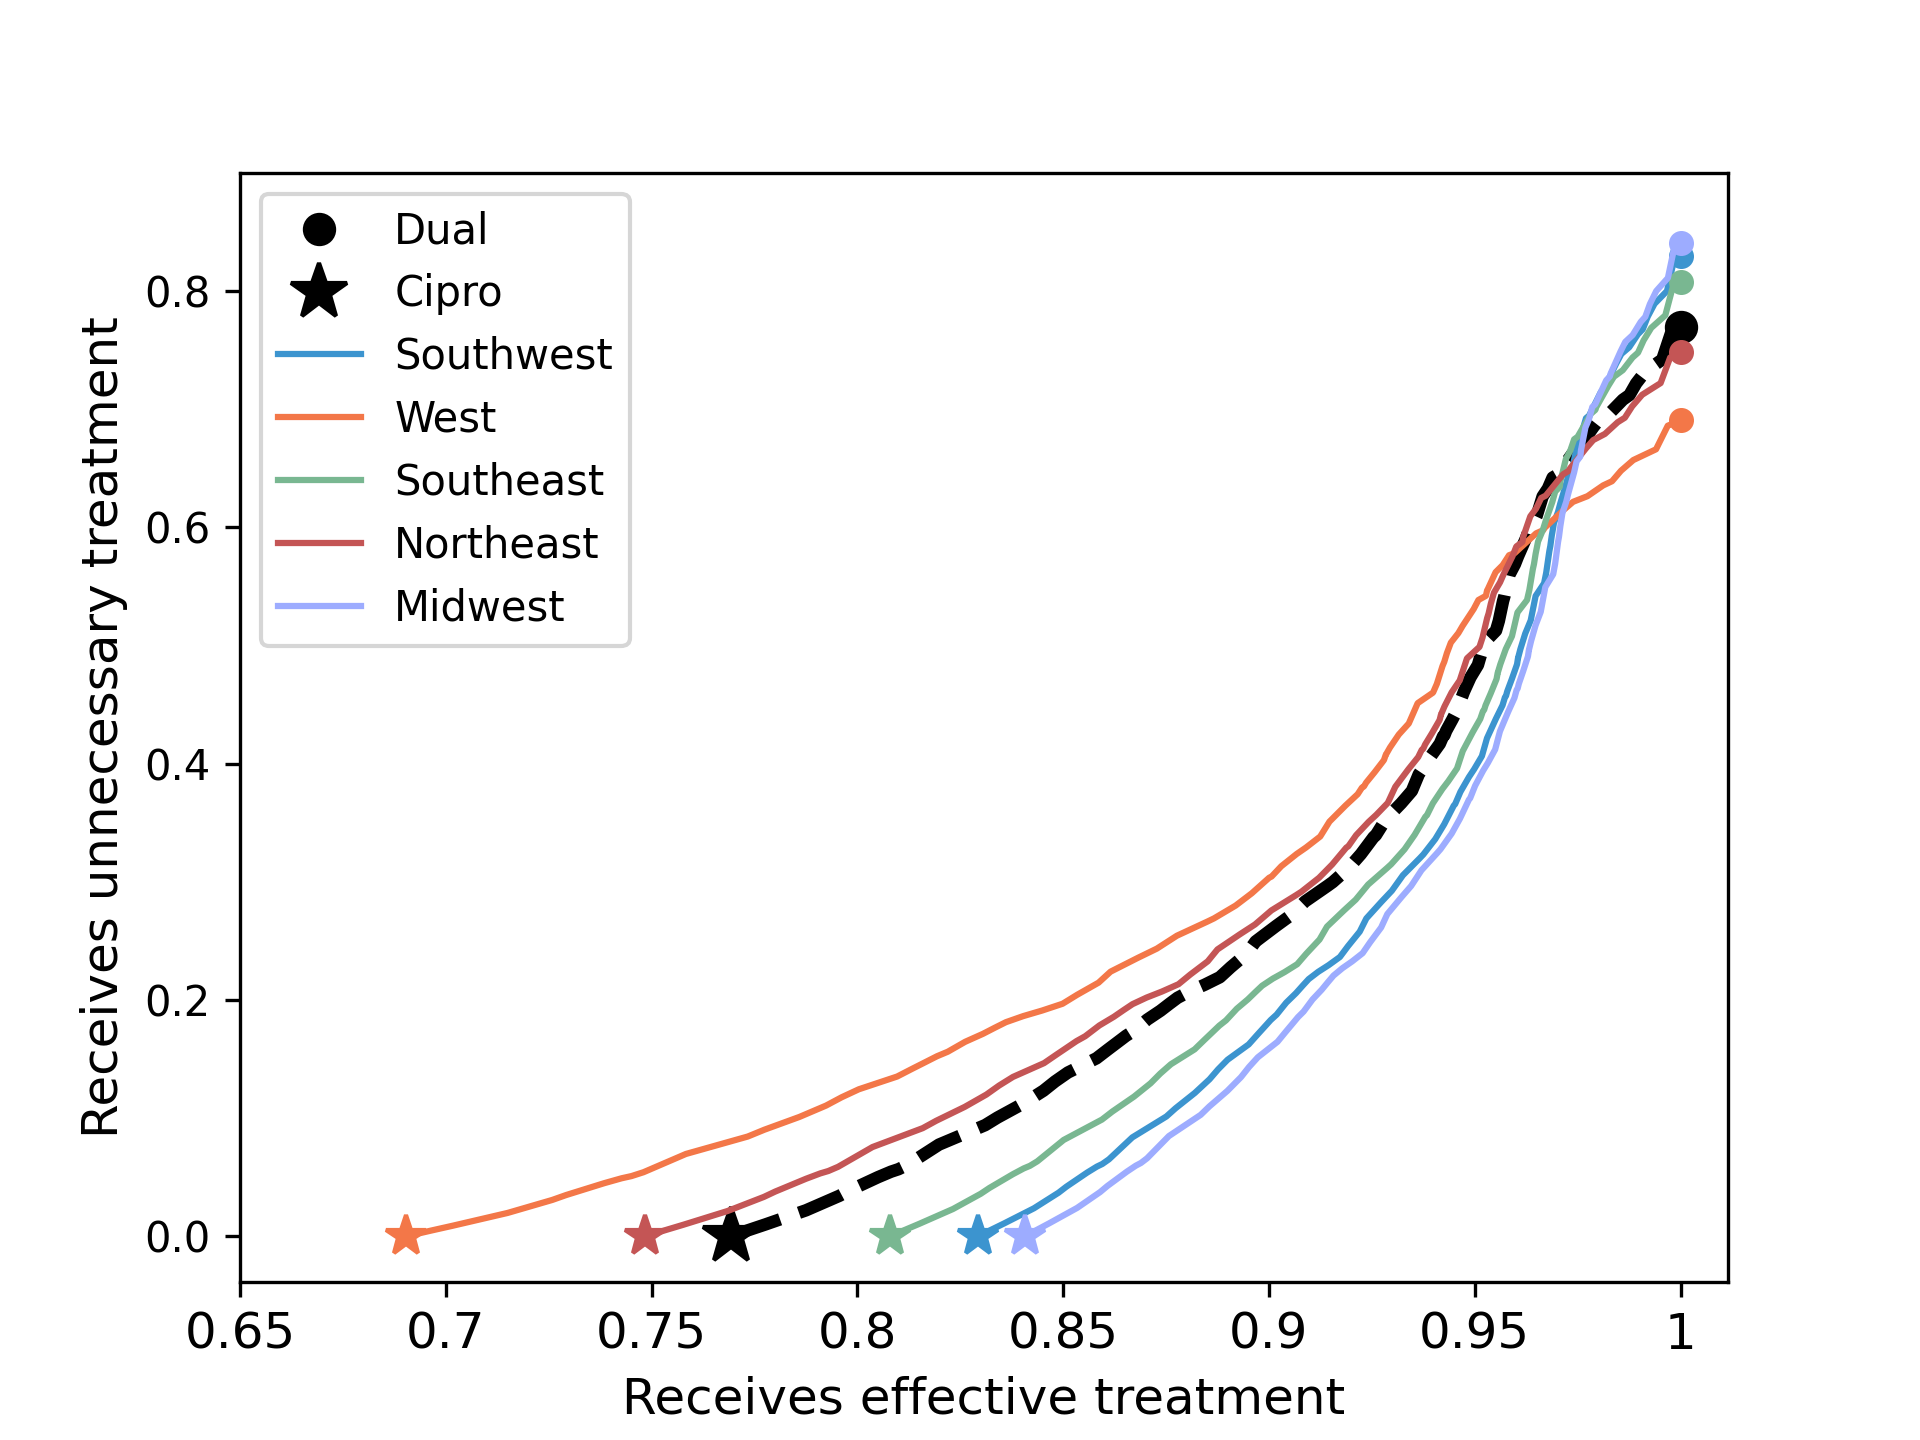 Dual
Cipro
Southwest
West
Southeast
Northeast
Midwest
Receives unnecessary treatment
0.8
0.6
0.4
0.2
0.0
0.65 0.7 0.75 0.8 0.85 0.9 0.95 1
Receives effective treatment